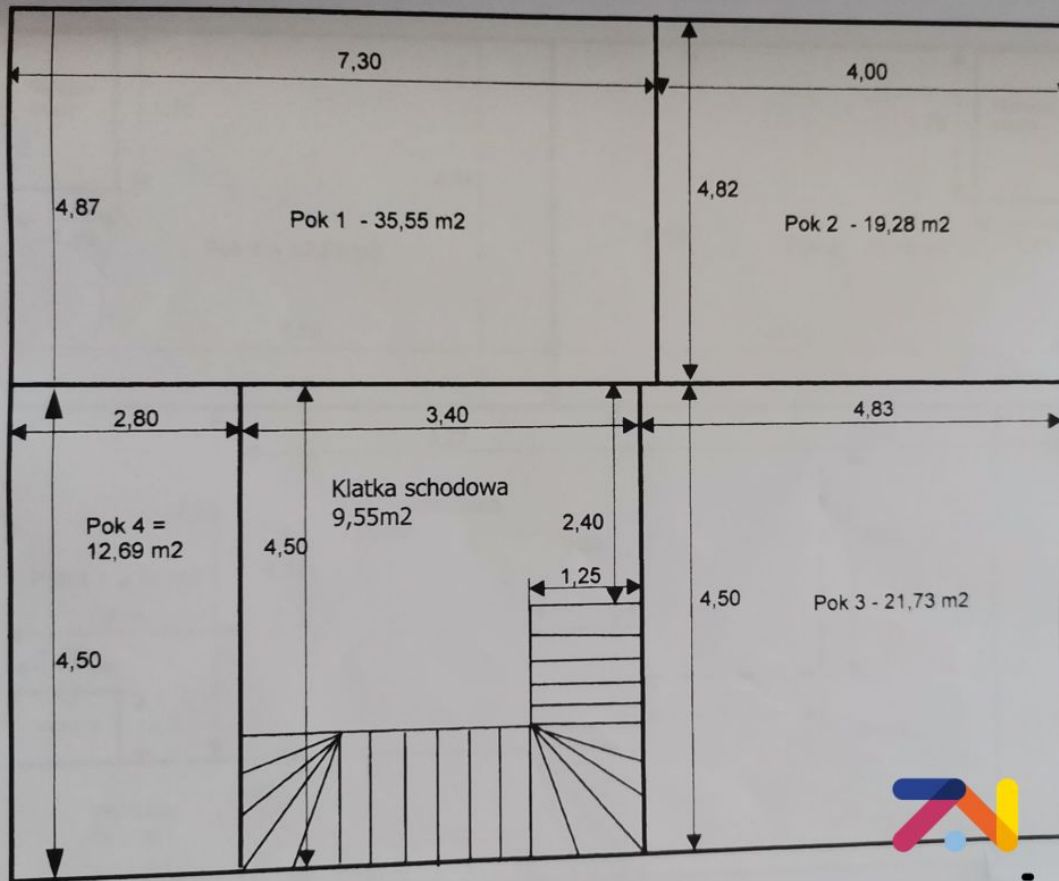 7,30
4,00
4,87
4,82
Pok 1 - 35,55 m2
Pok 2 - 19,28 m2
2,80
3,40
4,83
Klatka schodowa
9,55m2
Pok 4 =
12,69 m2
4,50
2,40
1,25
4,50
Pok 3 - 21,73 m2
4,50